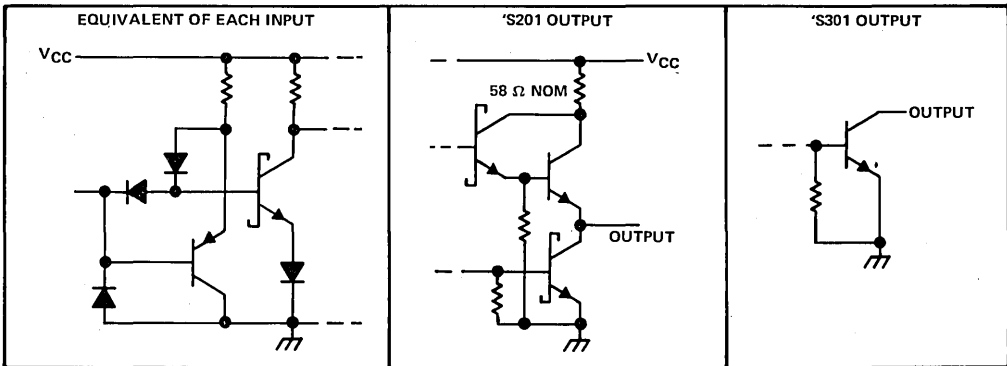 EQUIVALENT OF EACH INPUT
VCC
'S201 OUTPUT
VCC
58 Ω NOM
OUTPUT
'S301 OUTPUT
OUTPUT